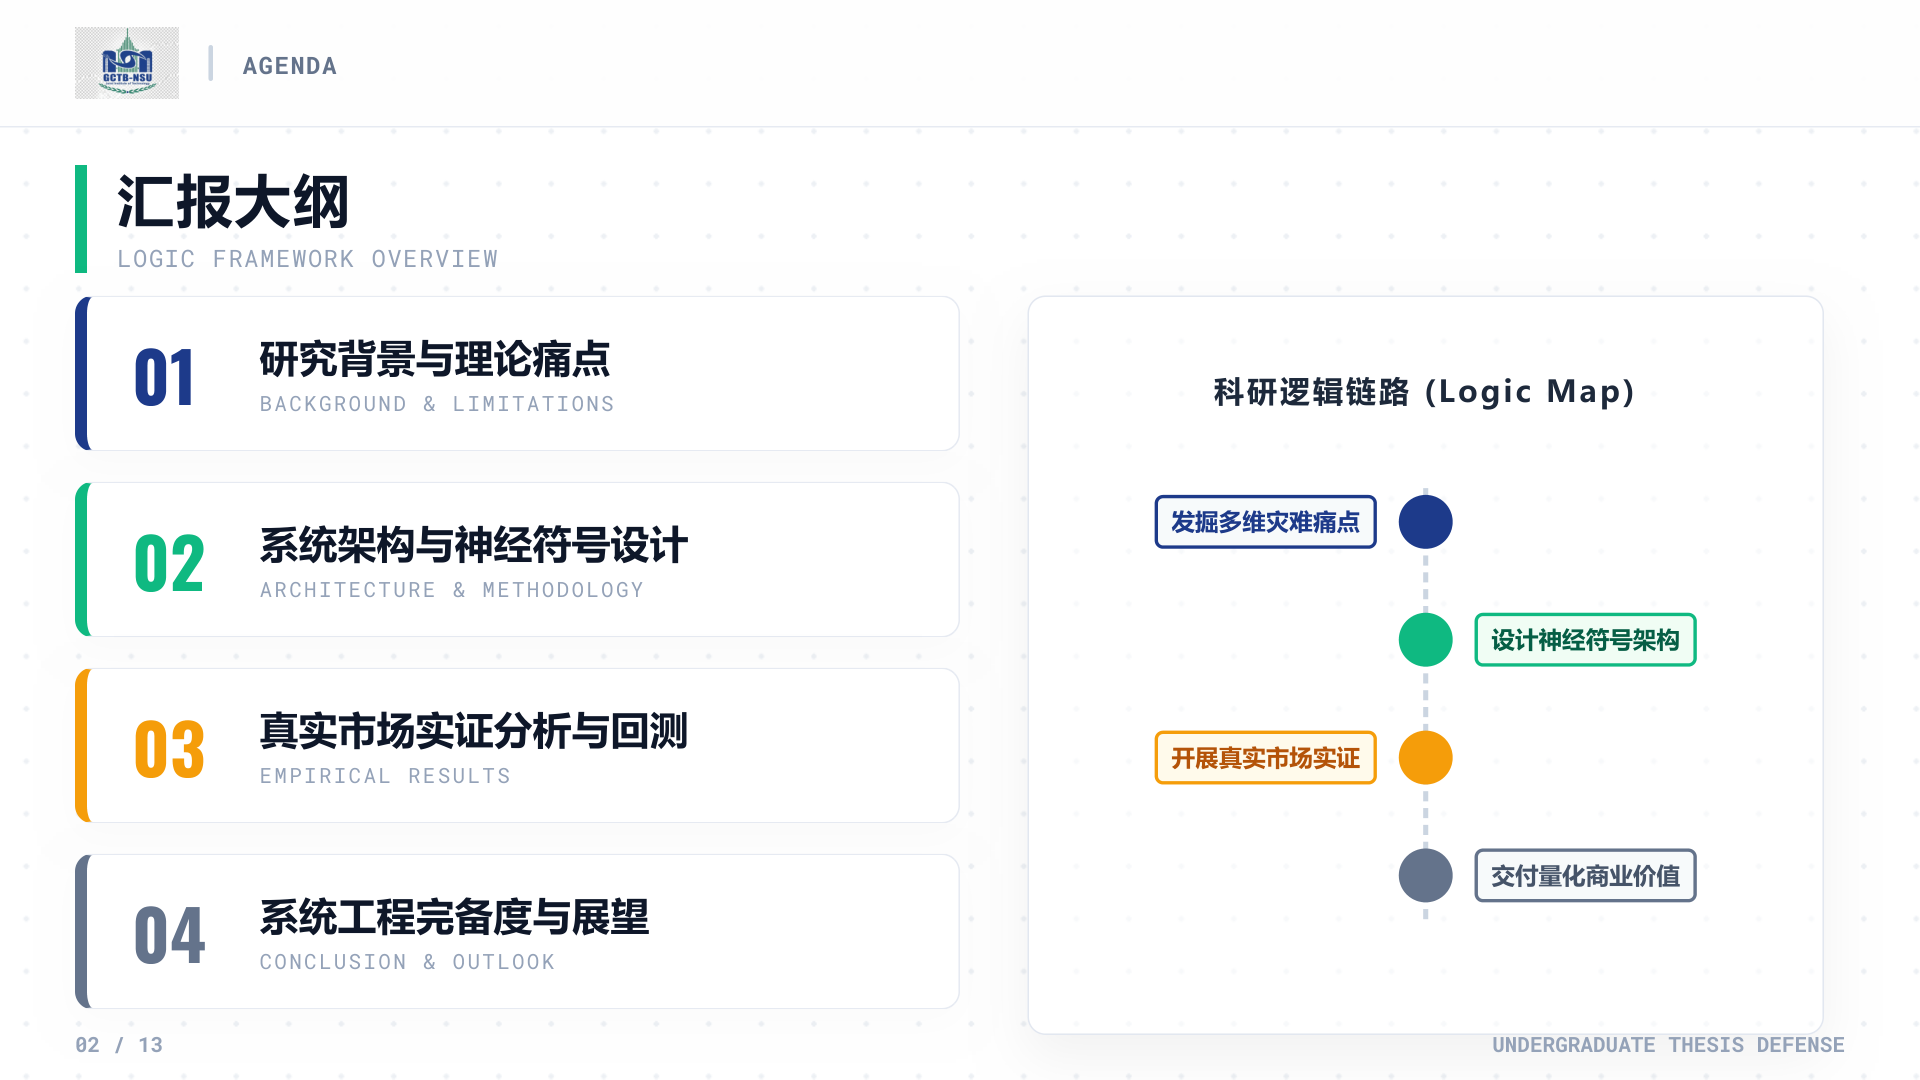 GCTB-NSU
AGENDA
汇报大纲
LOGIC FRAMEWORK OVERVIEW
01
研究背景与理论痛点
BACKGROUND & LIMITATIONS
02
系统架构与神经符号设计
ARCHITECTURE & METHODOLOGY
03
真实市场实证分析与回测
EMPIRICAL RESULTS
04
系统工程完备度与展望
CONCLUSION & OUTLOOK
科研逻辑链路 (Logic Map)
发掘多维灾难痛点
设计神经符号架构
开展真实市场实证
交付量化商业价值
02 / 13
UNDERGRADUATE THESIS DEFENSE